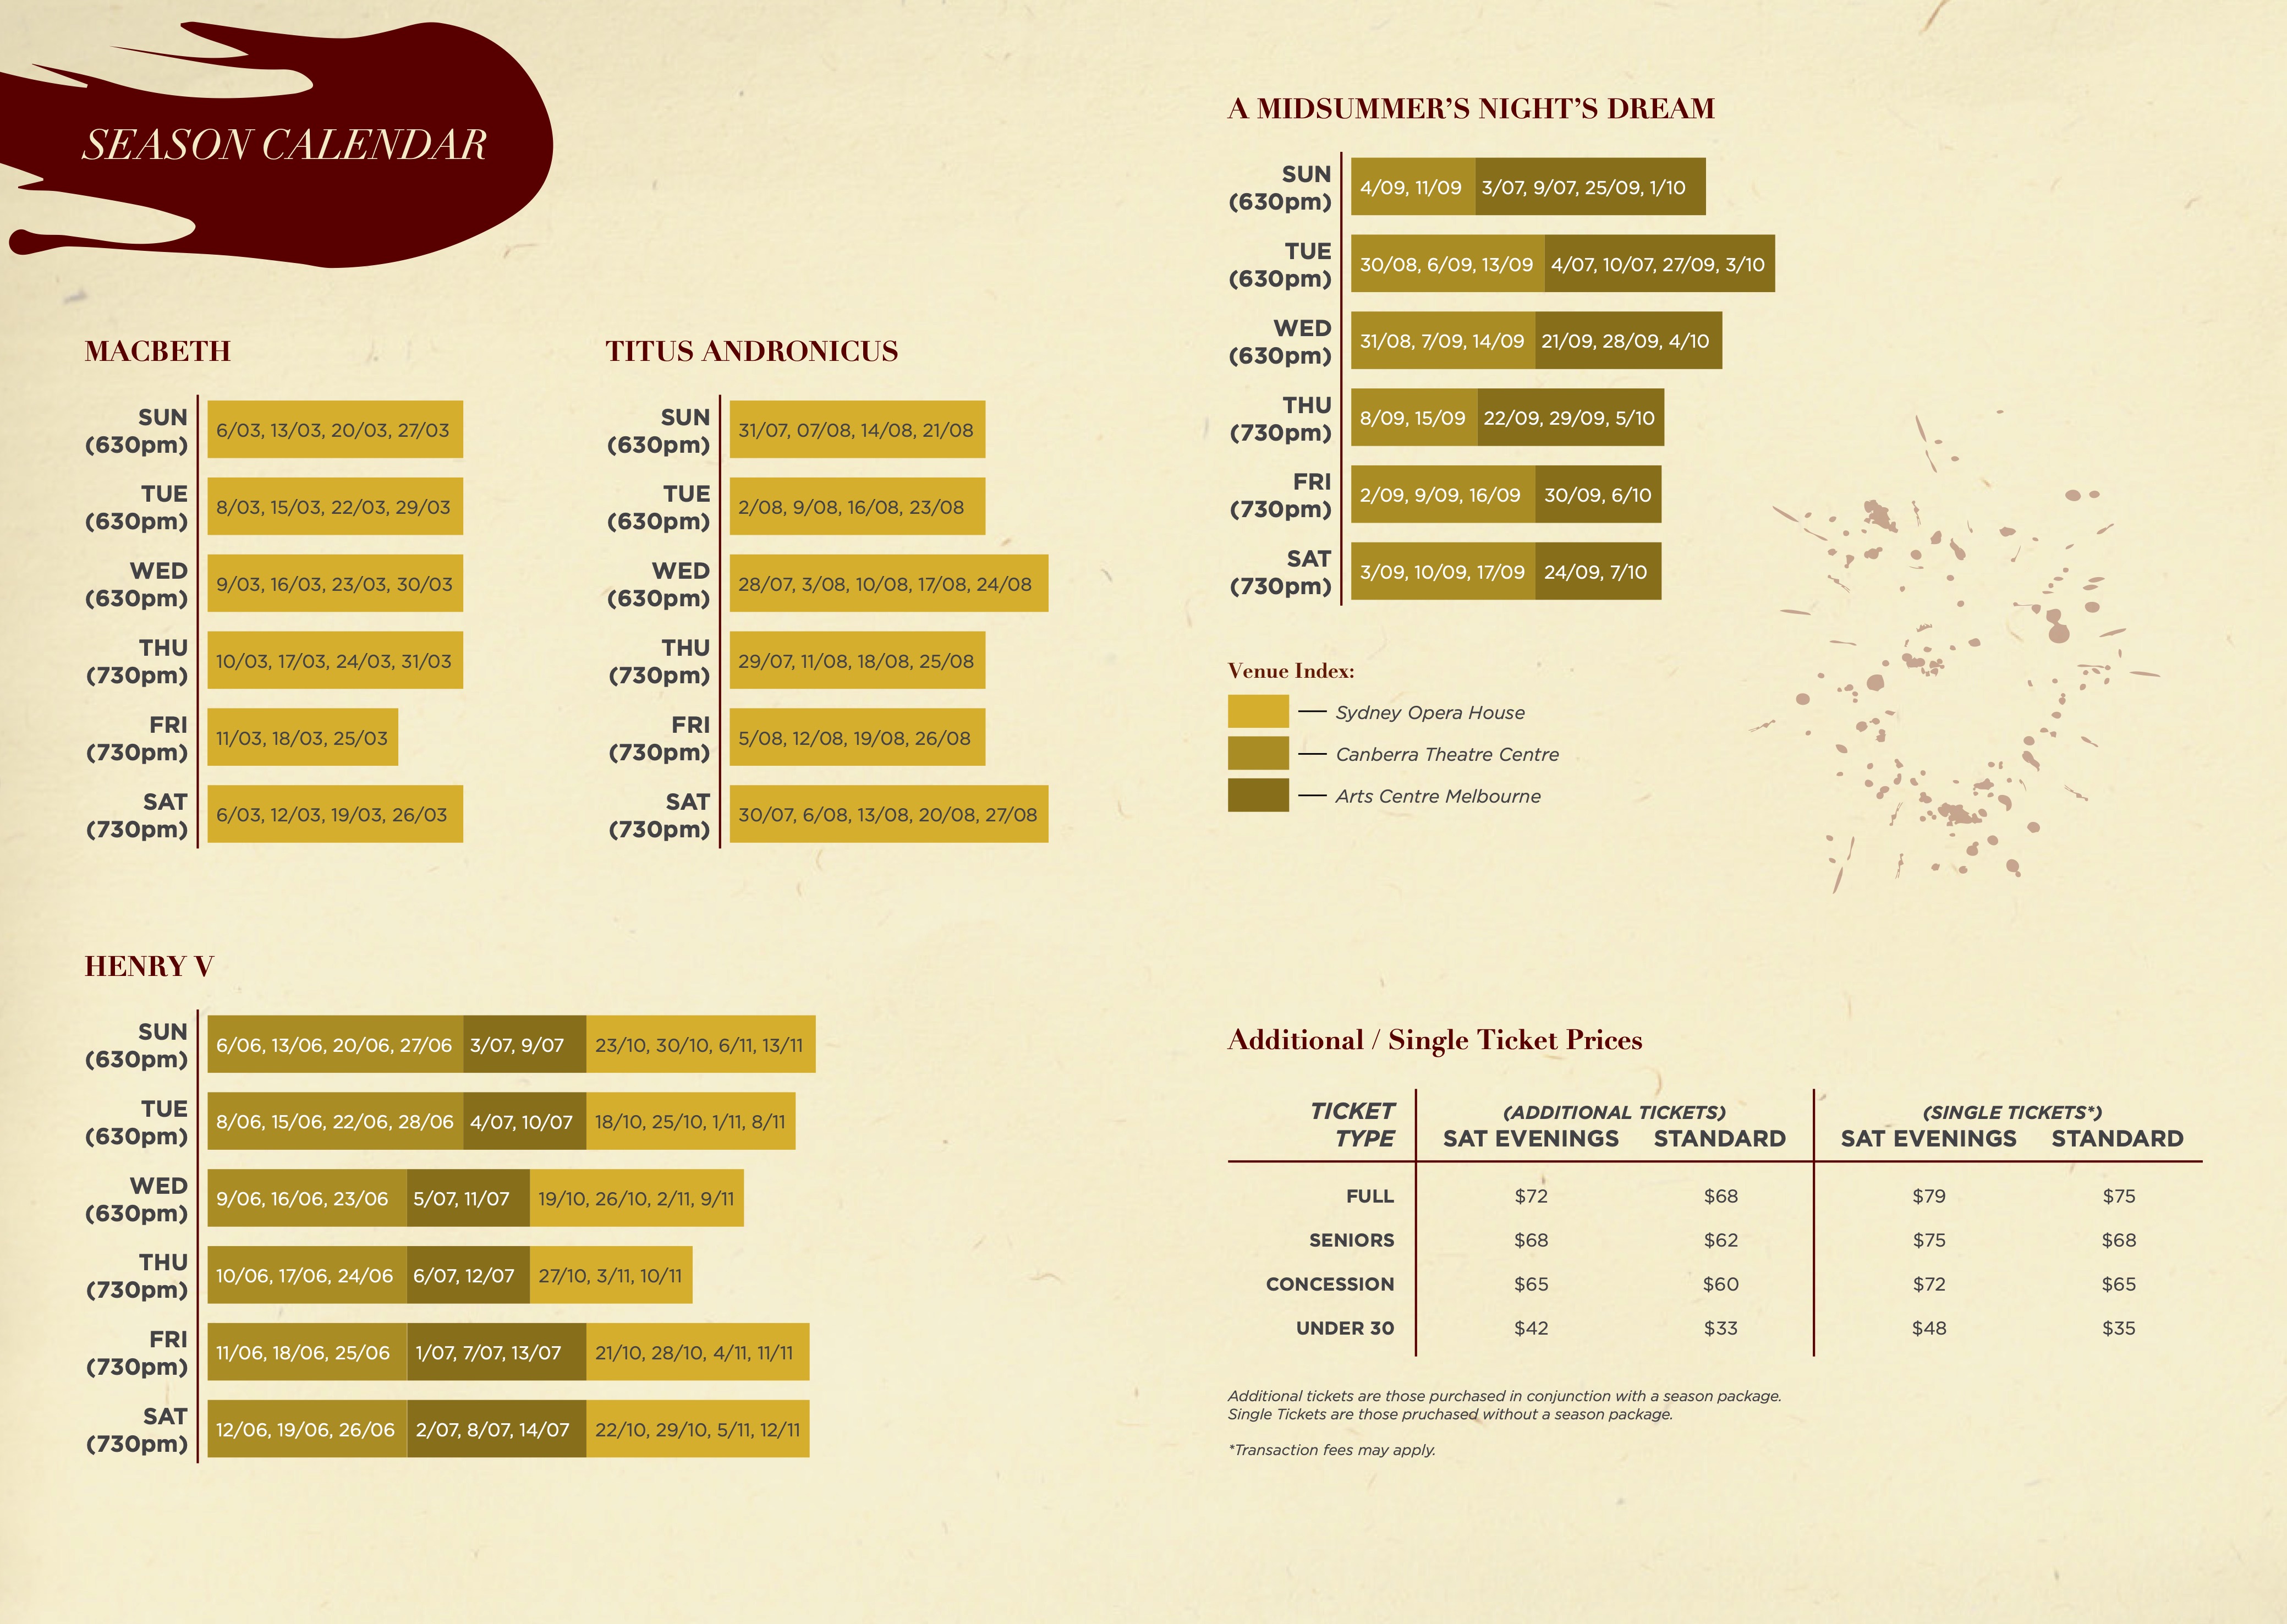 SEASON CALENDAR
MACBETH
SUN 6/03, 13/03, 20/03, 27/03
(630pm)
TUE 8/03, 15/03, 22/03, 29/03
(630pm)
WED 9/03, 16/03, 23/03, 30/03
(630pm)
THU 10/03, 17/03, 24/03, 31/03
(730pm)
FRI 11/03, 18/03, 25/03
(730pm)
SAT 6/03, 12/03, 19/03, 26/03
(730pm)
TITUS ANDRONICUS
SUN 31/07, 07/08, 14/08, 21/08
(630pm)
TUE 2/08, 9/08, 16/08, 23/08
(630pm)
WED 28/07, 3/08, 10/08, 17/08, 24/08
(630pm)
THU 29/07, 11/08, 18/08, 25/08
(730pm)
FRI 5/08, 12/08, 19/08, 26/08
(730pm)
SAT 30/07, 6/08, 13/08, 20/08, 27/08
(730pm)
HENRY V
SUN 6/06, 13/06, 20/06, 27/06 3/07, 9/07 23/10, 30/10, 6/11, 13/11
(630pm)
TUE 8/06, 15/06, 22/06, 28/06 4/07, 10/07 18/10, 25/10, 1/11, 8/11
(630pm)
WED 9/06, 16/06, 23/06 5/07, 11/07 19/10, 26/10, 2/11, 9/11
(630pm)
THU 10/06, 17/06, 24/06 6/07, 12/07 27/10, 3/11, 10/11
(730pm)
FRI 11/06, 18/06, 25/06 1/07, 7/07, 13/07 21/10, 28/10, 4/11, 11/11
(730pm)
SAT 12/06, 19/06, 26/06 2/07, 8/07, 14/07 22/10, 29/10, 5/11, 12/11
(730pm)
A MIDSUMMER’S NIGHT’S DREAM
SUN 4/09, 11/09 3/07, 9/07, 25/09, 1/10
(630pm)
TUE 30/08, 6/09, 13/09 4/07, 10/07, 27/09, 3/10
(630pm)
WED 31/08, 7/09, 14/09 21/09, 28/09, 4/10
(630pm)
THU 8/09, 15/09 22/09, 29/09, 5/10
(730pm)
FRI 2/09, 9/09, 16/09 30/09, 6/10
(730pm)
SAT 3/09, 10/09, 17/09 24/09, 7/10
(730pm)
Venue Index:
— Sydney Opera House
— Canberra Theatre Centre
— Arts Centre Melbourne
Additional / Single Ticket Prices
TICKET (ADDITIONAL TICKETS) (SINGLE TICKETS*)
TYPE SAT EVENINGS STANDARD SAT EVENINGS STANDARD
FULL $72 $68 $79 $75
SENIORS $68 $62 $75 $68
CONCESSION $65 $60 $72 $65
UNDER 30 $42 $33 $48 $35
Additional tickets are those purchased in conjunction with a season package.
Single Tickets are those pruchased without a season package.
*Transaction fees may apply.